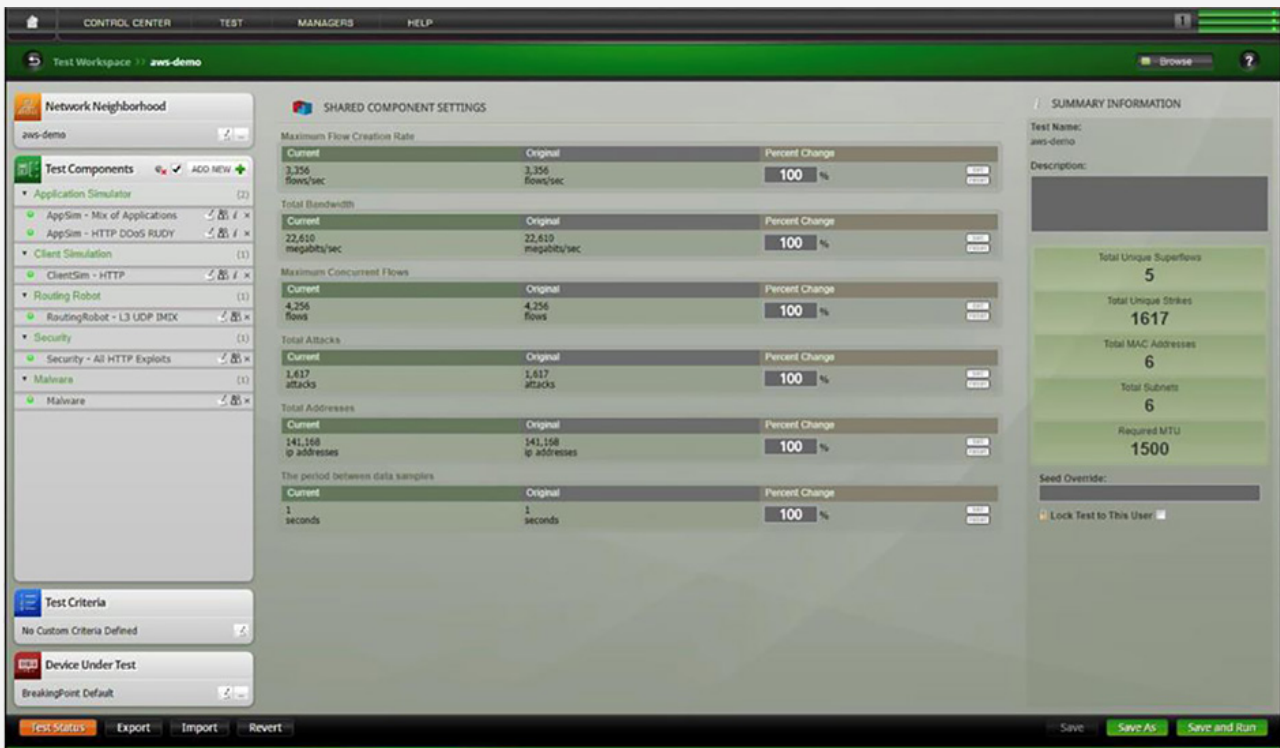 CONTROL CENTER TEST MANAGERS HELP 1
Test Workspace >> aws-demo Browse ?
Network Neighborhood
aws-demo
Test Components ADD NEW
Application Simulator (2)
AppSim - Mix of Applications
AppSim - HTTP DDoS RUDY
Client Simulation (1)
ClientSim - HTTP
Routing Robot (1)
RoutingRobot - L3 UDP IMIX
Security (1)
Security - All HTTP Exploits
Malware (1)
Malware
Test Criteria
No Custom Criteria Defined
Device Under Test
BreakingPoint Default
SHARED COMPONENT SETTINGS
Maximum Flow Creation Rate
Current Original Percent Change
3,356 3,356 100 %
flows/sec flows/sec
Total Bandwidth
Current Original Percent Change
22,610 22,610 100 %
megabits/sec megabits/sec
Maximum Concurrent Flows
Current Original Percent Change
4,256 4,256 100 %
flows flows
Total Attacks
Current Original Percent Change
1,617 1,617 100 %
attacks attacks
Total Addresses
Current Original Percent Change
141,168 141,168 100 %
ip addresses ip addresses
The period between data samples
Current Original Percent Change
1 1 100 %
seconds seconds
SUMMARY INFORMATION
Test Name:
aws-demo
Description:
Total Unique Superflows
5
Total Unique Strikes
1617
Total MAC Addresses
6
Total Subnets
6
Required MTU
1500
Seed Override:
Lock Test to This User
Test Status Export Import Revert Save Save As Save and Run